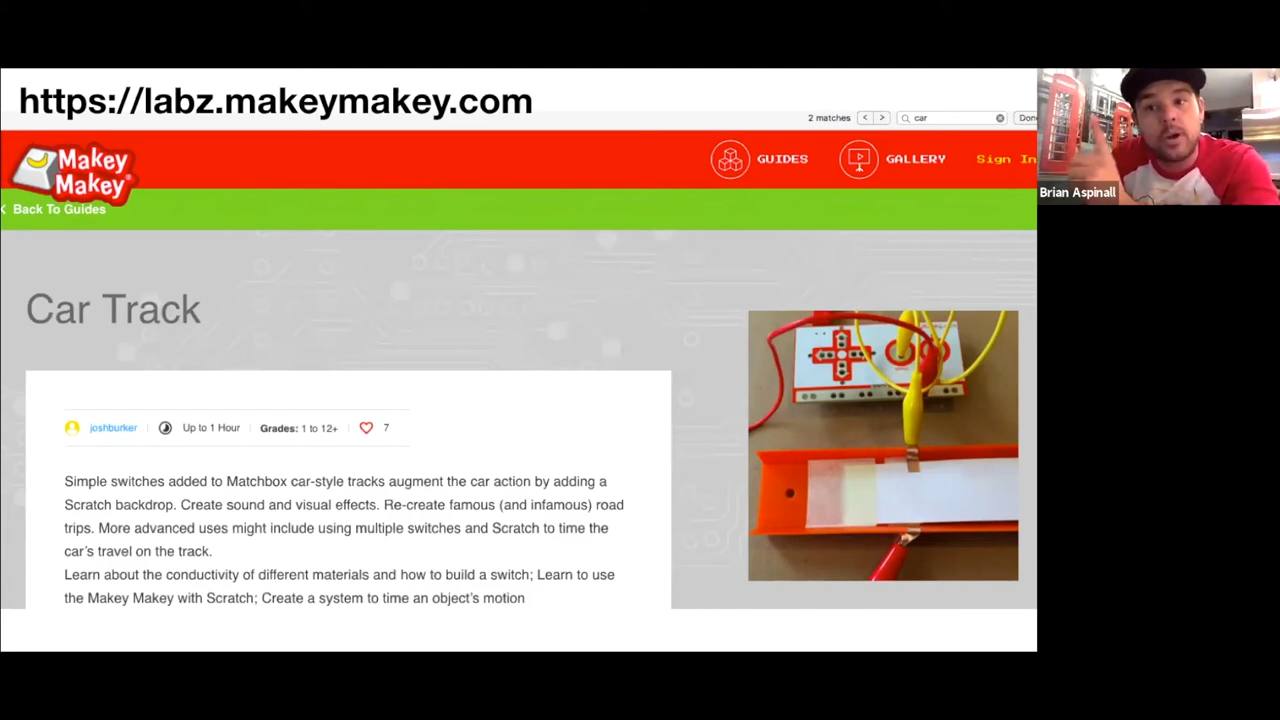 https://labz.makeymakey.com
2 matches
car
Makey
Makey
GUIDES
GALLERY
Sign In
Back To Guides
Brian Aspinall
Car Track
joshburker
Up to 1 Hour
Grades: 1 to 12+
7
Simple switches added to Matchbox car-style tracks augment the car action by adding a
Scratch backdrop. Create sound and visual effects. Re-create famous (and infamous) road
trips. More advanced uses might include using multiple switches and Scratch to time the
car's travel on the track.
Learn about the conductivity of different materials and how to build a switch; Learn to use
the Makey Makey with Scratch; Create a system to time an object's motion